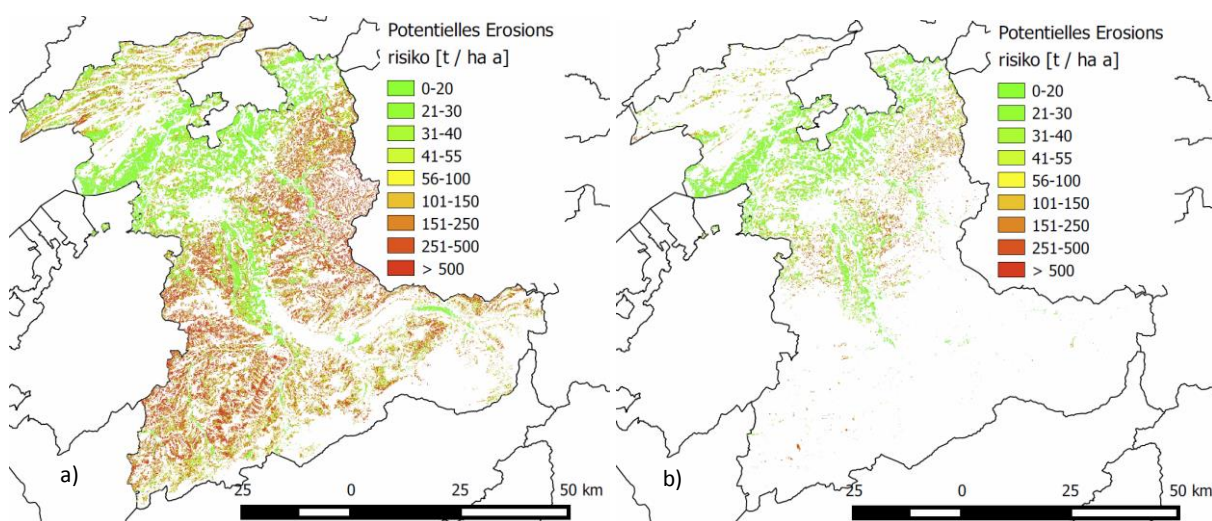 Potentielles Erosions
risiko [t / ha a]
0-20
21-30
31-40
41-55
56-100
101-150
151-250
251-500
> 500
a)
25 0 25 50 km
Potentielles Erosions
risiko [t / ha a]
0-20
21-30
31-40
41-55
56-100
101-150
151-250
251-500
> 500
b)
25 0 25 50 km